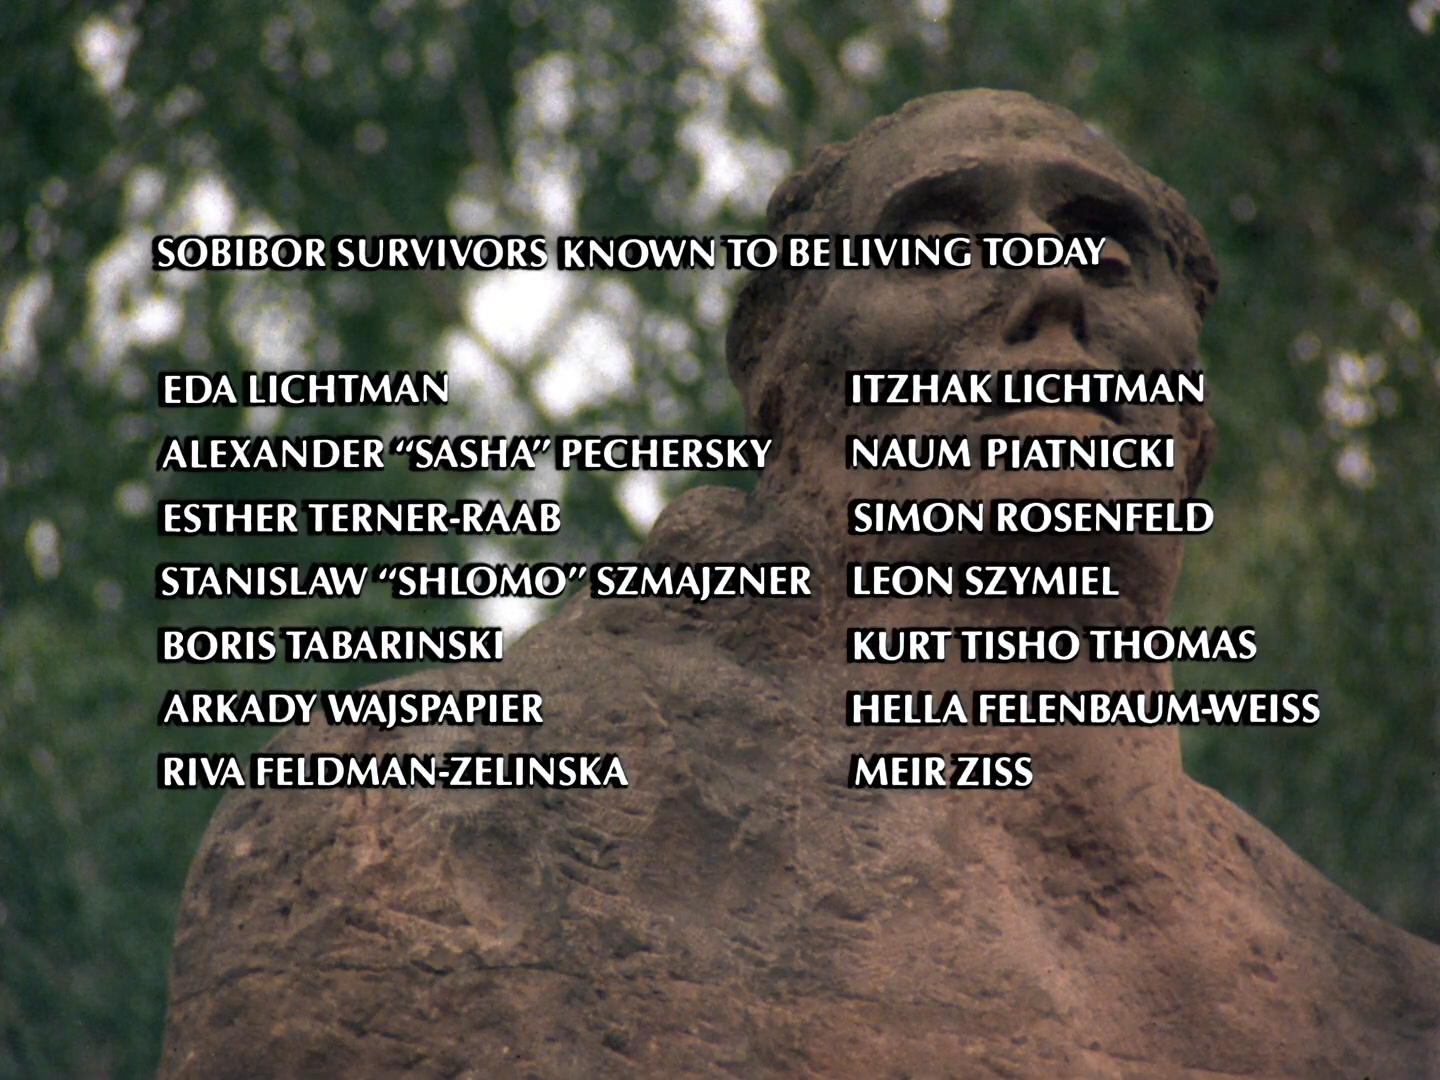 SOBIBOR SURVIVORS KNOWN TO BE LIVING TODAY
EDA LICHTMAN
ALEXANDER “SASHA” PECHERSKY
ESTHER TERNER-RAAB
STANISLAW “SHLOMO” SZMAJZNER
BORIS TABARINSKI
ARKADY WAJSPAPIER
RIVA FELDMAN-ZELINSKA
ITZHAK LICHTMAN
NAUM PIATNICKI
SIMON ROSENFELD
LEON SZYMIEL
KURT TISHO THOMAS
HELLA FELENBAUM-WEISS
MEIR ZISS